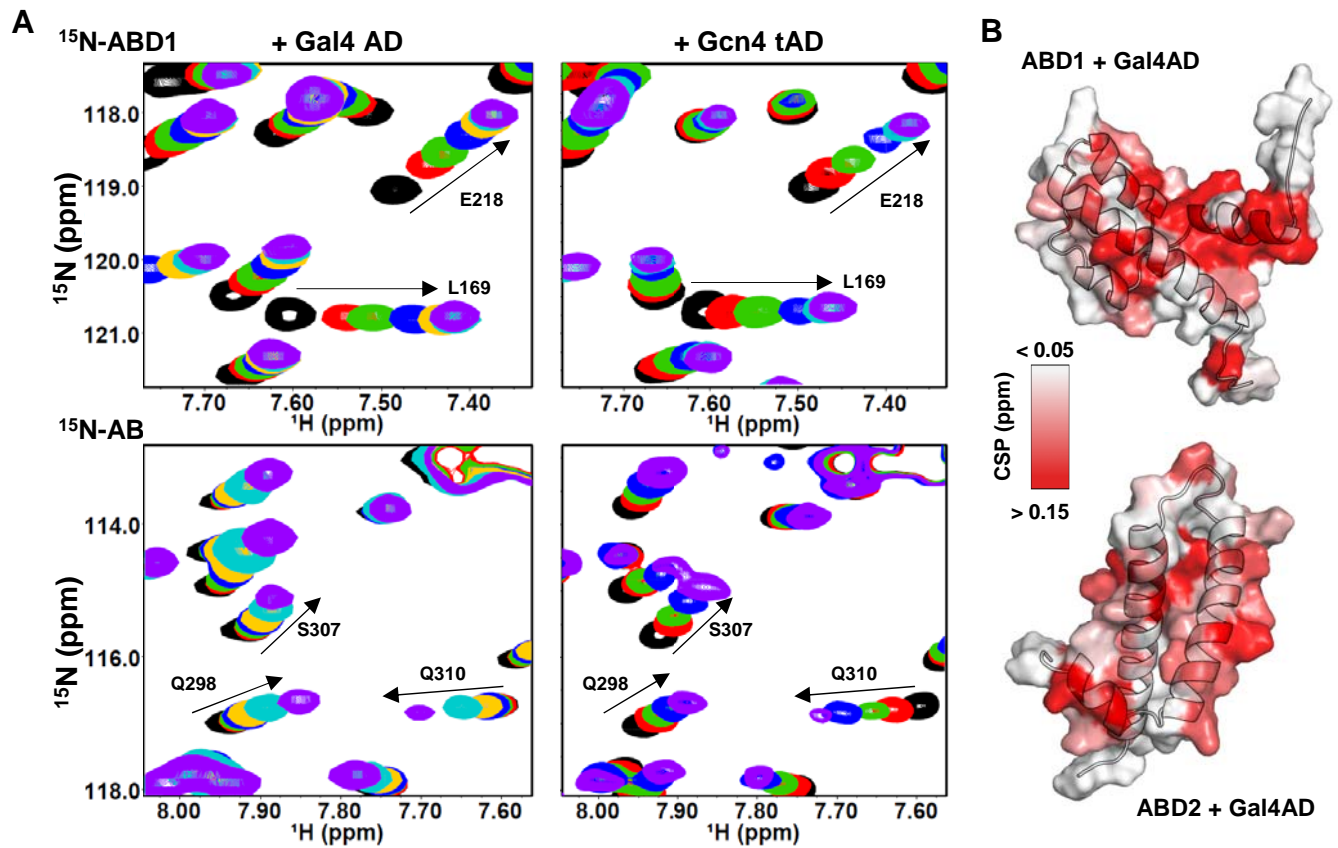 A
B
¹⁵N-ABD1 + Gal4 AD + Gcn4 tAD
ABD1 + Gal4AD
¹⁵N (ppm)
118.0
119.0
120.0
121.0
E218
L169
E218
L169
7.70 7.60 7.50 7.40
¹H (ppm)
7.70 7.60 7.50 7.40
¹H (ppm)
< 0.05
CSP (ppm)
> 0.15
¹⁵N-AB
¹⁵N (ppm)
114.0
116.0
118.0
S307
Q298
Q310
S307
Q298
Q310
8.00 7.90 7.80 7.70 7.60
¹H (ppm)
8.00 7.90 7.80 7.70 7.60
¹H (ppm)
ABD2 + Gal4AD